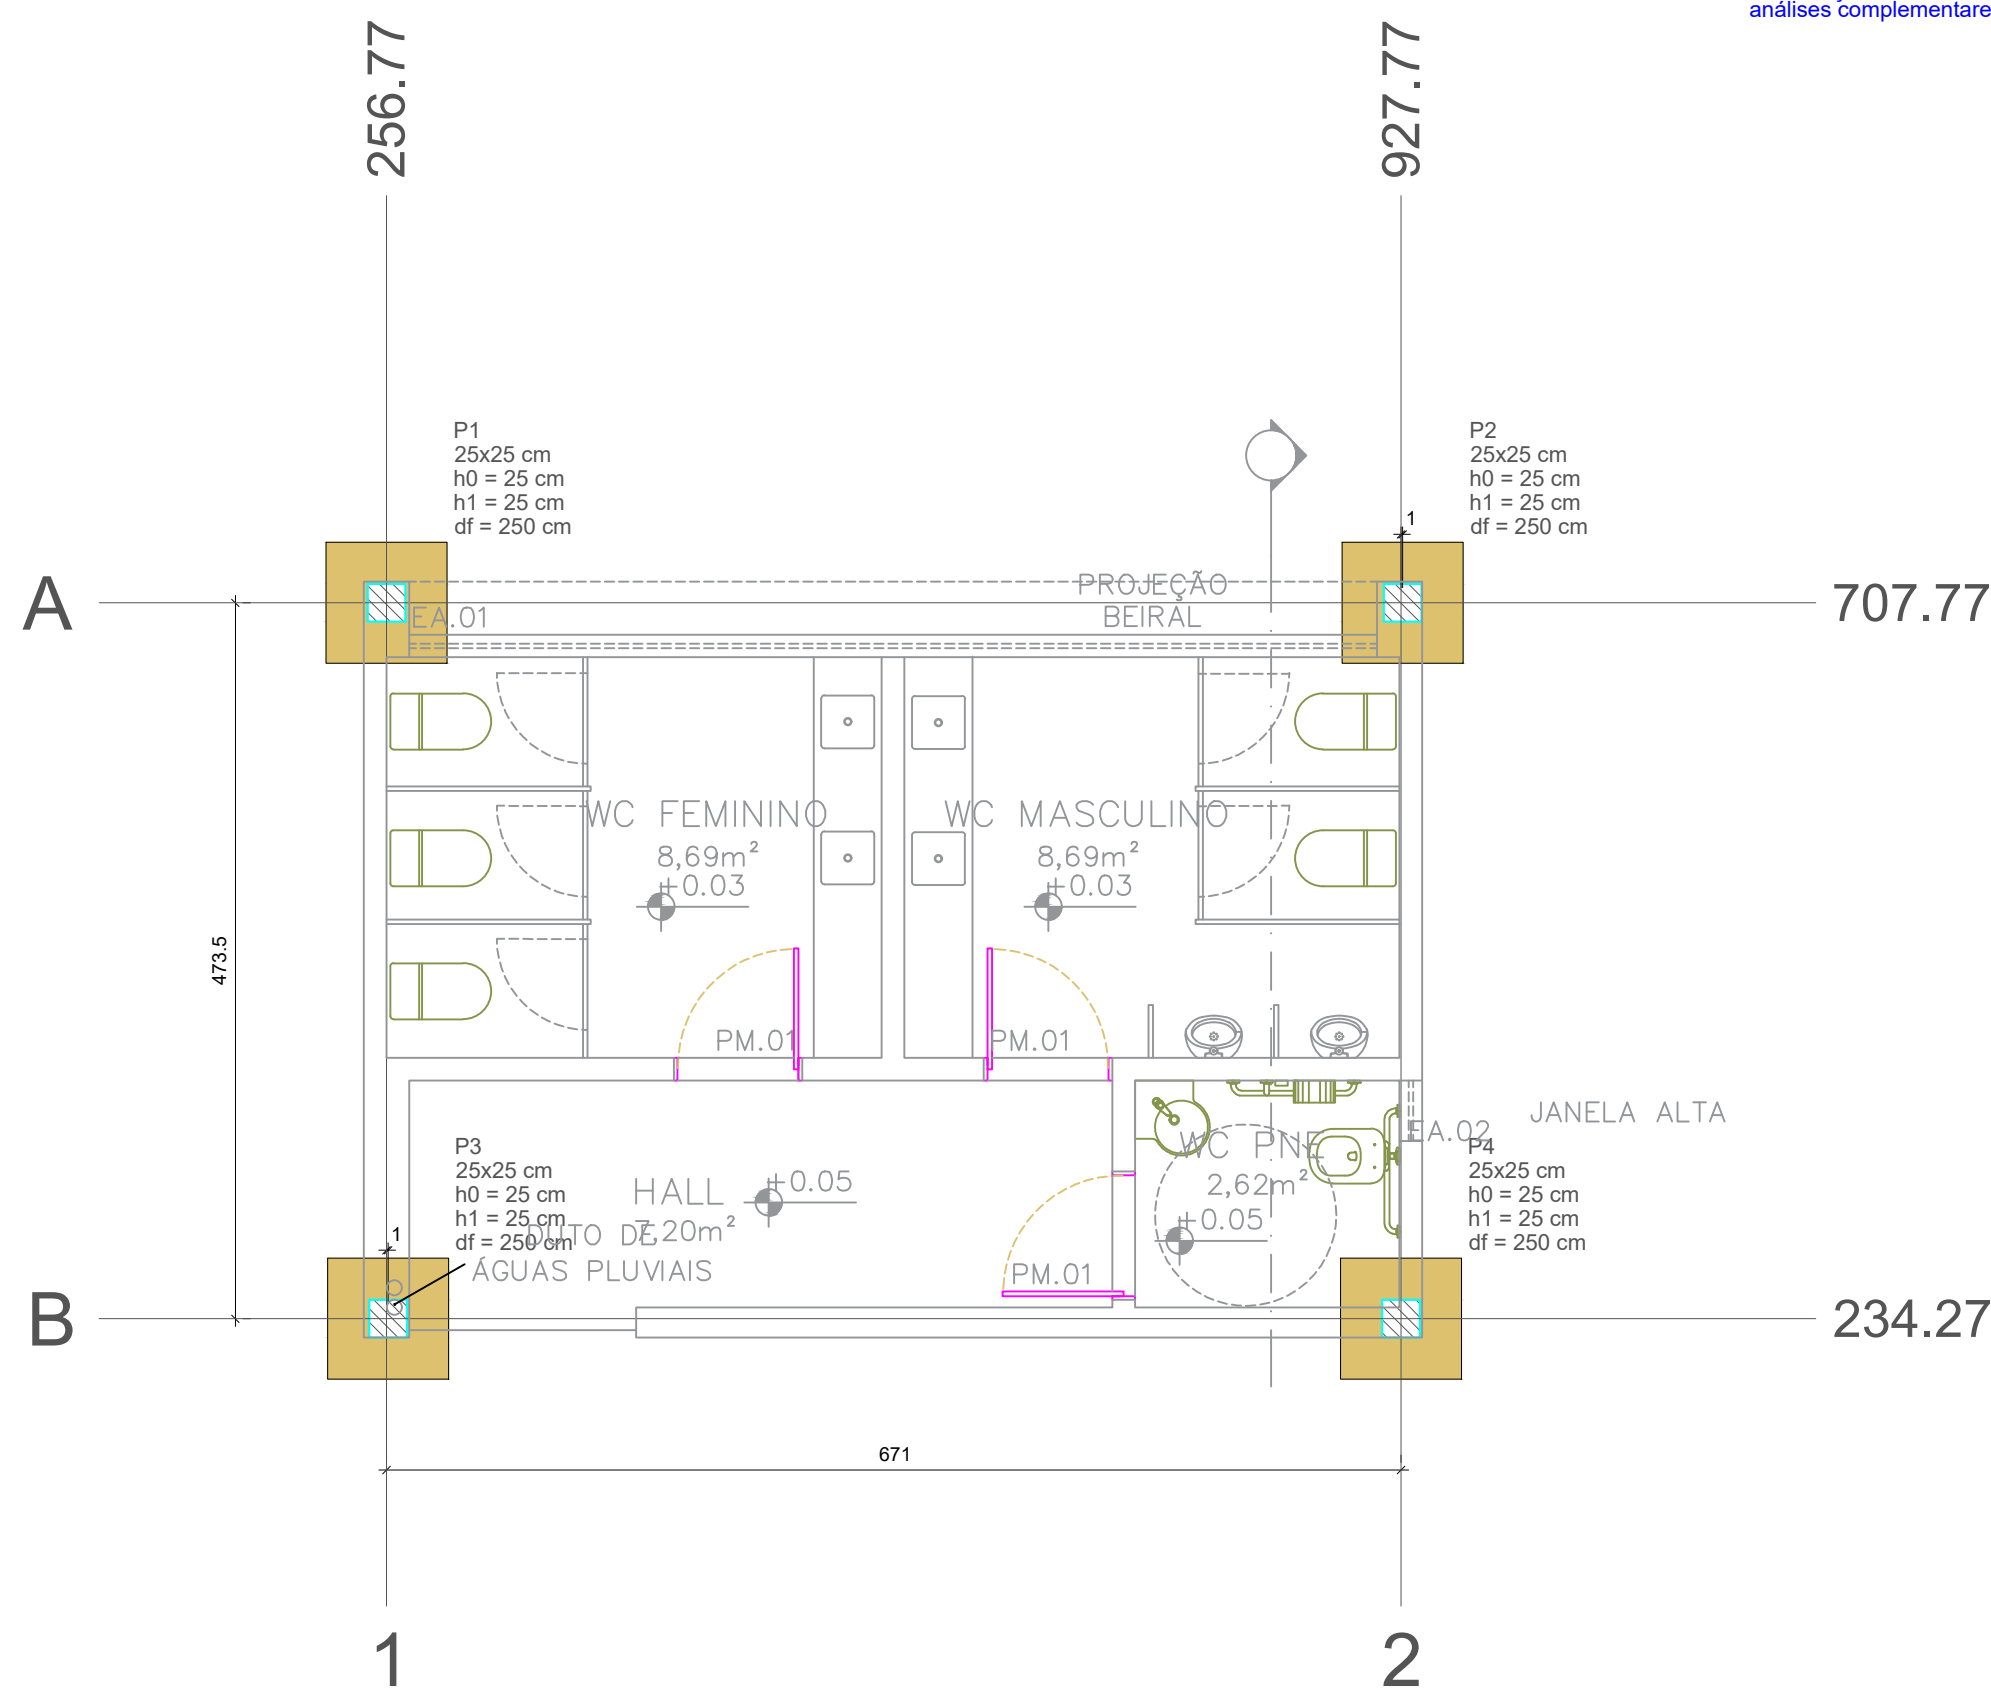 análises complementare
256.77
927.77
P1
25x25 cm
h0 = 25 cm
h1 = 25 cm
df = 250 cm
P2
25x25 cm
h0 = 25 cm
h1 = 25 cm
df = 250 cm
1
A
707.77
EA.01
PROJEÇÃO
BEIRAL
WC FEMININO
8,69m²
+0.03
WC MASCULINO
8,69m²
+0.03
473.5
PM.01
PM.01
JANELA ALTA
EA.02
P3
25x25 cm
h0 = 25 cm
h1 = 25 cm
df = 250 cm
HALL
7,20m²
+0.05
DUTO DE
ÁGUAS PLUVIAIS
WC PNE
2,62m²
+0.05
P4
25x25 cm
h0 = 25 cm
h1 = 25 cm
df = 250 cm
1
PM.01
B
234.27
671
1
2